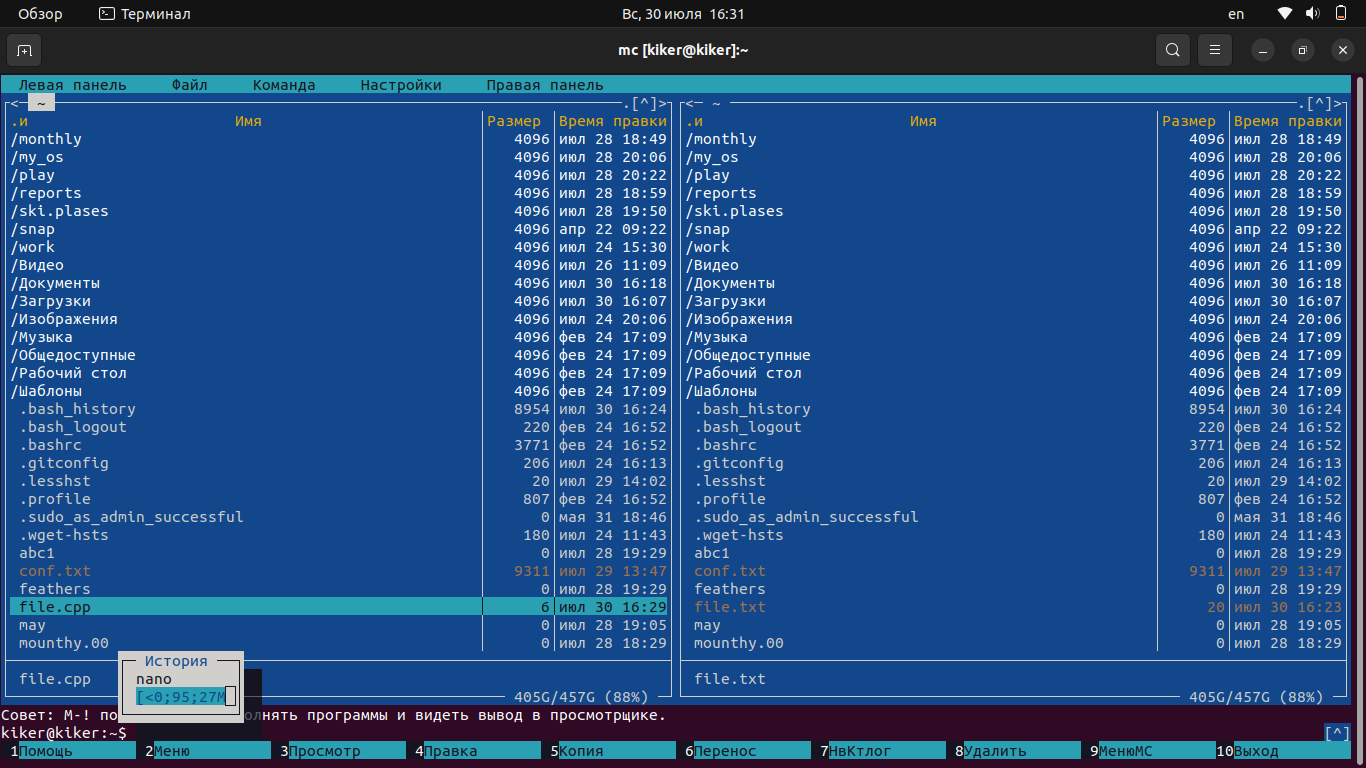 Обзор Терминал Вс, 30 июля 16:31 en
mc [kiker@kiker]:~
Левая панель Файл Команда Настройки Правая панель
<─ ~ ─.[^]> <─ ~ ─.[^]>
.и Имя Размер Время правки .и Имя Размер Время правки
/monthly 4096 июл 28 18:49 /monthly 4096 июл 28 18:49
/my_os 4096 июл 28 20:06 /my_os 4096 июл 28 20:06
/play 4096 июл 28 20:22 /play 4096 июл 28 20:22
/reports 4096 июл 28 18:59 /reports 4096 июл 28 18:59
/ski.plases 4096 июл 28 19:50 /ski.plases 4096 июл 28 19:50
/snap 4096 апр 22 09:22 /snap 4096 апр 22 09:22
/work 4096 июл 24 15:30 /work 4096 июл 24 15:30
/Видео 4096 июл 26 11:09 /Видео 4096 июл 26 11:09
/Документы 4096 июл 30 16:18 /Документы 4096 июл 30 16:18
/Загрузки 4096 июл 30 16:07 /Загрузки 4096 июл 30 16:07
/Изображения 4096 июл 24 20:06 /Изображения 4096 июл 24 20:06
/Музыка 4096 фев 24 17:09 /Музыка 4096 фев 24 17:09
/Общедоступные 4096 фев 24 17:09 /Общедоступные 4096 фев 24 17:09
/Рабочий стол 4096 фев 24 17:09 /Рабочий стол 4096 фев 24 17:09
/Шаблоны 4096 фев 24 17:09 /Шаблоны 4096 фев 24 17:09
.bash_history 8954 июл 30 16:24 .bash_history 8954 июл 30 16:24
.bash_logout 220 фев 24 16:52 .bash_logout 220 фев 24 16:52
.bashrc 3771 фев 24 16:52 .bashrc 3771 фев 24 16:52
.gitconfig 206 июл 24 16:13 .gitconfig 206 июл 24 16:13
.lesshst 20 июл 29 14:02 .lesshst 20 июл 29 14:02
.profile 807 фев 24 16:52 .profile 807 фев 24 16:52
.sudo_as_admin_successful 0 мая 31 18:46 .sudo_as_admin_successful 0 мая 31 18:46
.wget-hsts 180 июл 24 11:43 .wget-hsts 180 июл 24 11:43
abc1 0 июл 28 19:29 abc1 0 июл 28 19:29
conf.txt 9311 июл 29 13:47 conf.txt 9311 июл 29 13:47
feathers 0 июл 28 19:29 feathers 0 июл 28 19:29
file.cpp 6 июл 30 16:29 file.txt 20 июл 30 16:23
may 0 июл 28 19:05 may 0 июл 28 19:05
mounthy.00 0 июл 28 18:29 mounthy.00 0 июл 28 18:29
История
file.cpp nano file.txt
[<0;95;27M 405G/457G (88%) 405G/457G (88%)
Совет: M-! по олнять программы и видеть вывод в просмотрщике.
kiker@kiker:~$ [^]
1Помощь 2Меню 3Просмотр 4Правка 5Копия 6Перенос 7НвКтлог 8Удалить 9МенюMC 10Выход